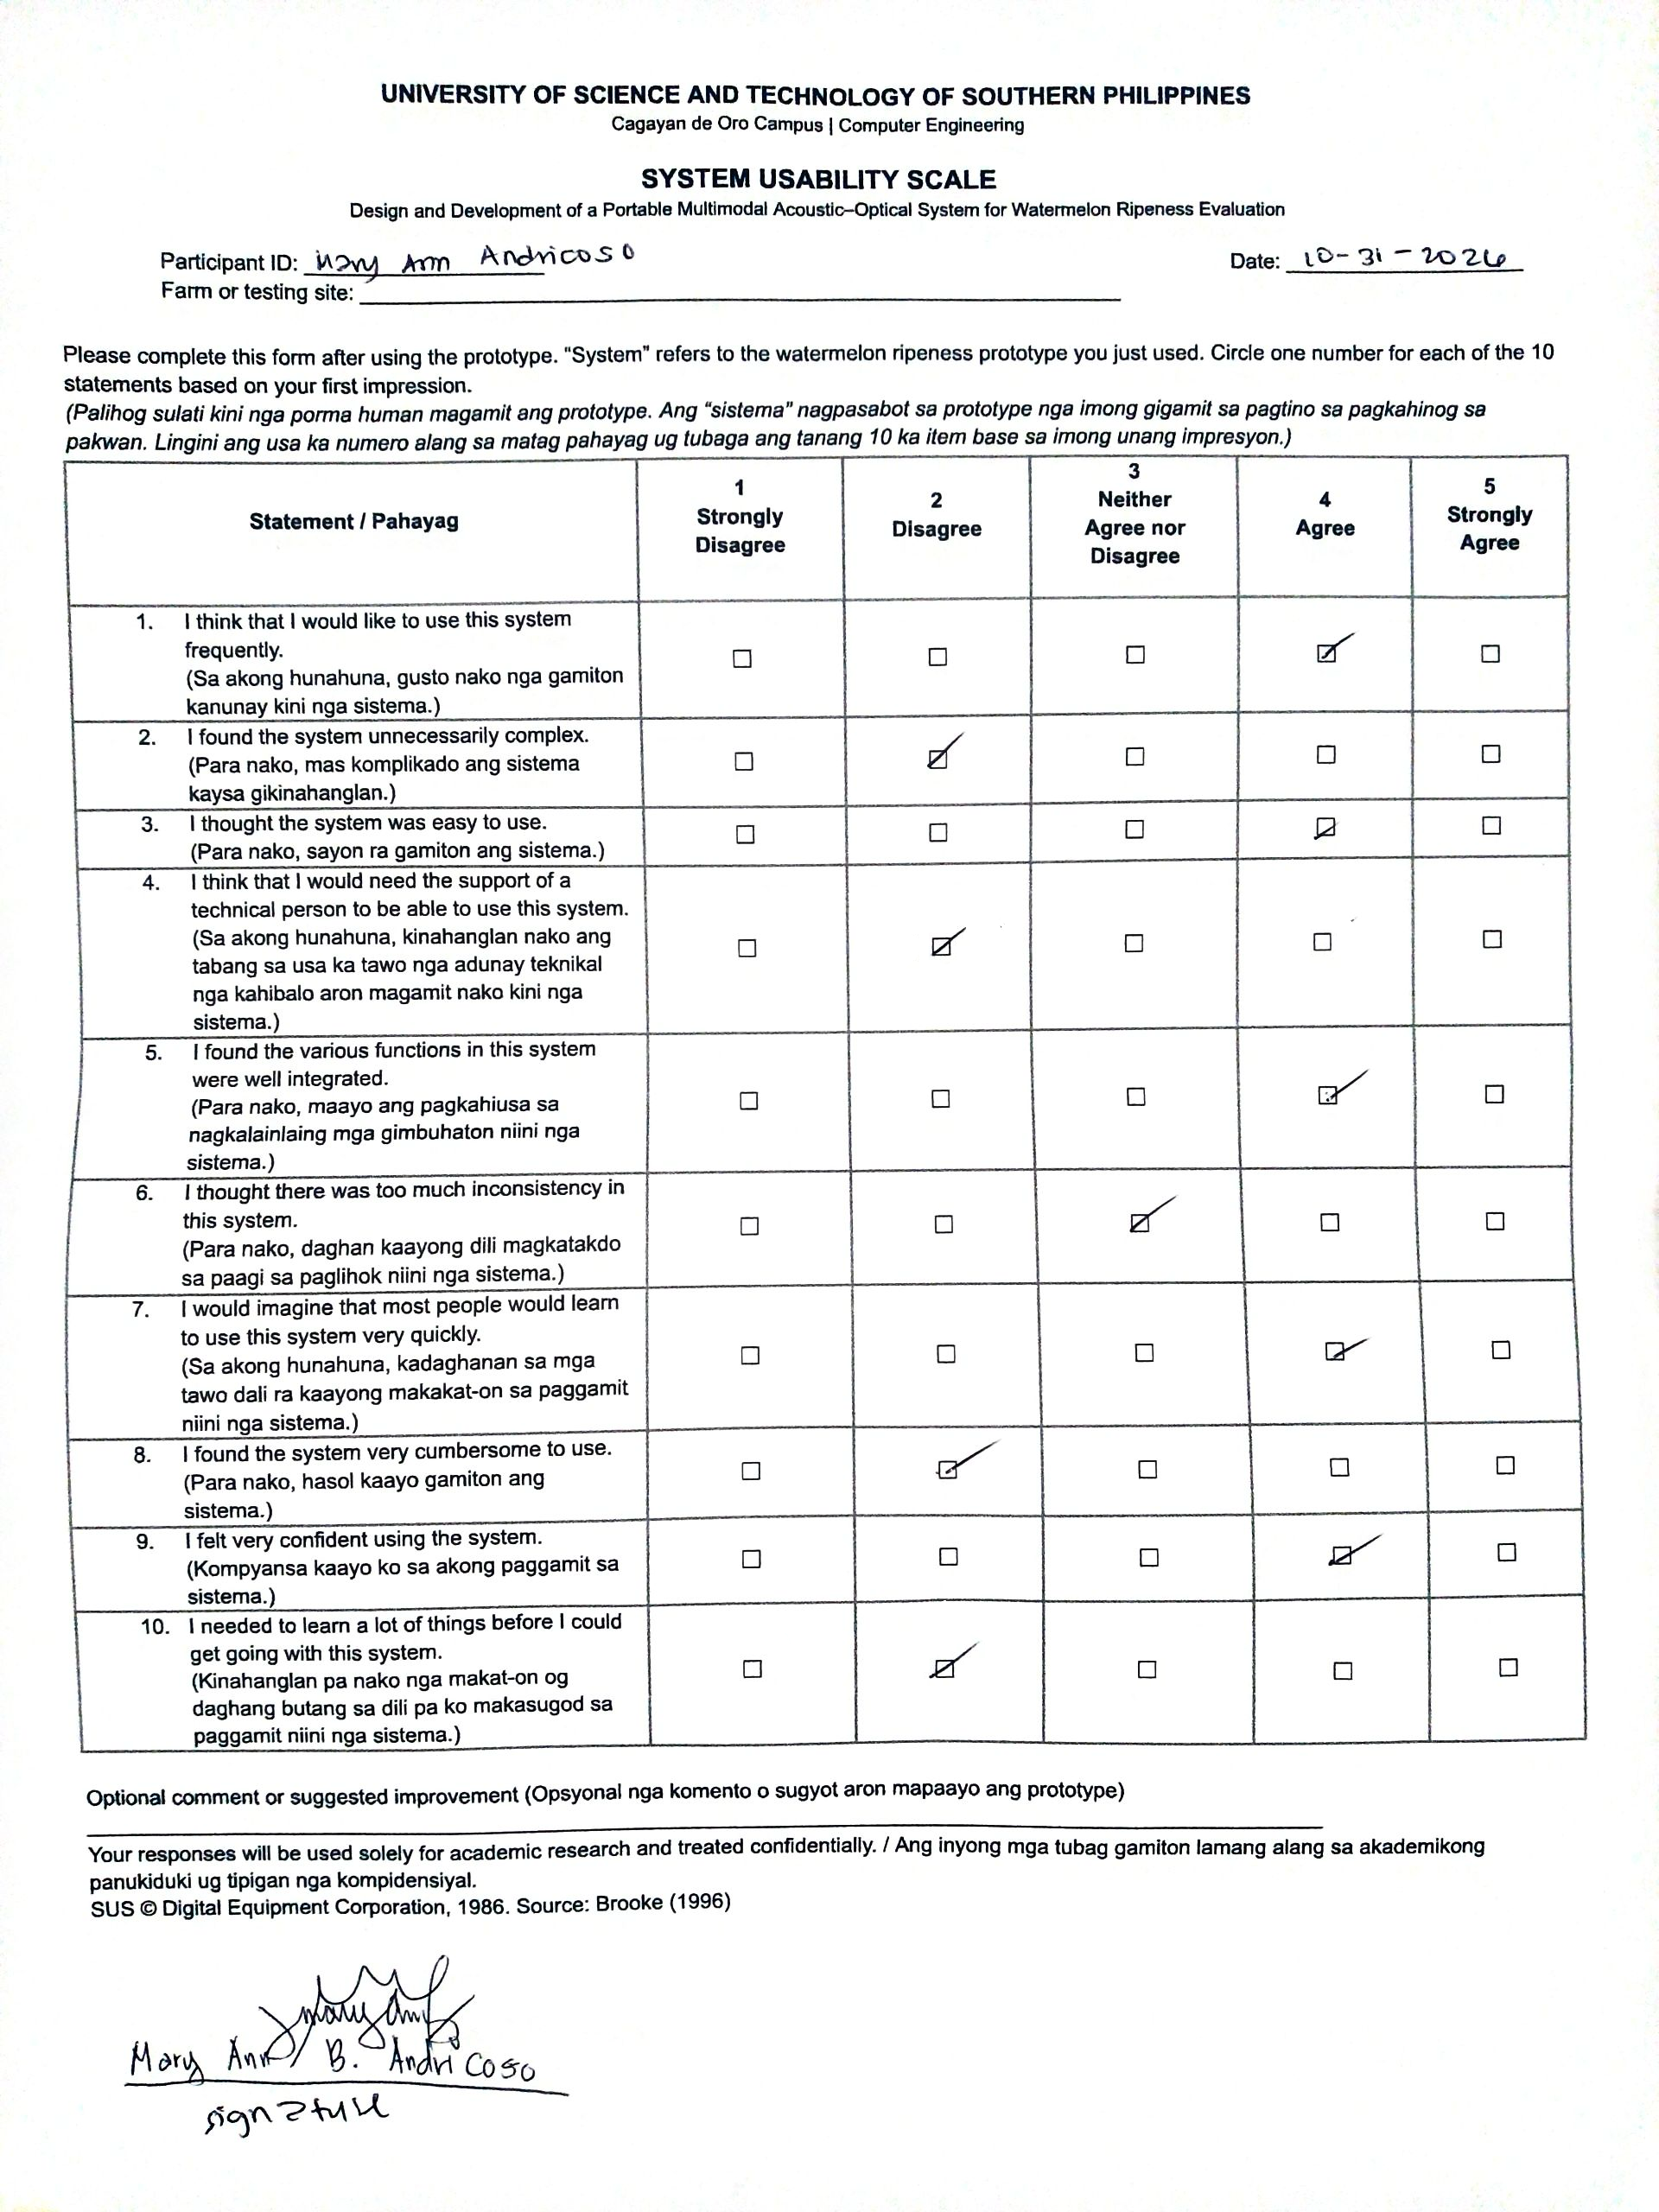 UNIVERSITY OF SCIENCE AND TECHNOLOGY OF SOUTHERN PHILIPPINES
Cagayan de Oro Campus | Computer Engineering
SYSTEM USABILITY SCALE
Design and Development of a Portable Multimodal Acoustic–Optical System for Watermelon Ripeness Evaluation
Participant ID: Mary Ann Andricoso Date: 10-31-2026
Farm or testing site:
Please complete this form after using the prototype. "System" refers to the watermelon ripeness prototype you just used. Circle one number for each of the 10
statements based on your first impression.
(Palihog sulati kini nga porma human magamit ang prototype. Ang "sistema" nagpasabot sa prototype nga imong gigamit sa pagtino sa pagkahinog sa
pakwan. Lingini ang usa ka numero alang sa matag pahayag ug tubaga ang tanang 10 ka item base sa imong unang impresyon.)
Statement / Pahayag
1
Strongly
Disagree
2
Disagree
3
Neither
Agree nor
Disagree
4
Agree
5
Strongly
Agree
1. I think that I would like to use this system
frequently.
(Sa akong hunahuna, gusto nako nga gamiton
kanunay kini nga sistema.)
2. I found the system unnecessarily complex.
(Para nako, mas komplikado ang sistema
kaysa gikinahanglan.)
3. I thought the system was easy to use.
(Para nako, sayon ra gamiton ang sistema.)
4. I think that I would need the support of a
technical person to be able to use this system.
(Sa akong hunahuna, kinahanglan nako ang
tabang sa usa ka tawo nga adunay teknikal
nga kahibalo aron magamit nako kini nga
sistema.)
5. I found the various functions in this system
were well integrated.
(Para nako, maayo ang pagkahiusa sa
nagkalainlaing mga gimbuhaton niini nga
sistema.)
6. I thought there was too much inconsistency in
this system.
(Para nako, daghan kaayong dili magkatakdo
sa paagi sa paglihok niini nga sistema.)
7. I would imagine that most people would learn
to use this system very quickly.
(Sa akong hunahuna, kadaghanan sa mga
tawo dali ra kaayong makakat-on sa paggamit
niini nga sistema.)
8. I found the system very cumbersome to use.
(Para nako, hasol kaayo gamiton ang
sistema.)
9. I felt very confident using the system.
(Kompyansa kaayo ko sa akong paggamit sa
sistema.)
10. I needed to learn a lot of things before I could
get going with this system.
(Kinahanglan pa nako nga makat-on og
daghang butang sa dili pa ko makasugod sa
paggamit niini nga sistema.)
Optional comment or suggested improvement (Opsyonal nga komento o sugyot aron mapaayo ang prototype)
Your responses will be used solely for academic research and treated confidentially. / Ang inyong mga tubag gamiton lamang alang sa akademikong
panukiduki ug tipigan nga kompidensiyal.
SUS © Digital Equipment Corporation, 1986. Source: Brooke (1996)
Mary Ann B. Andricoso
signature